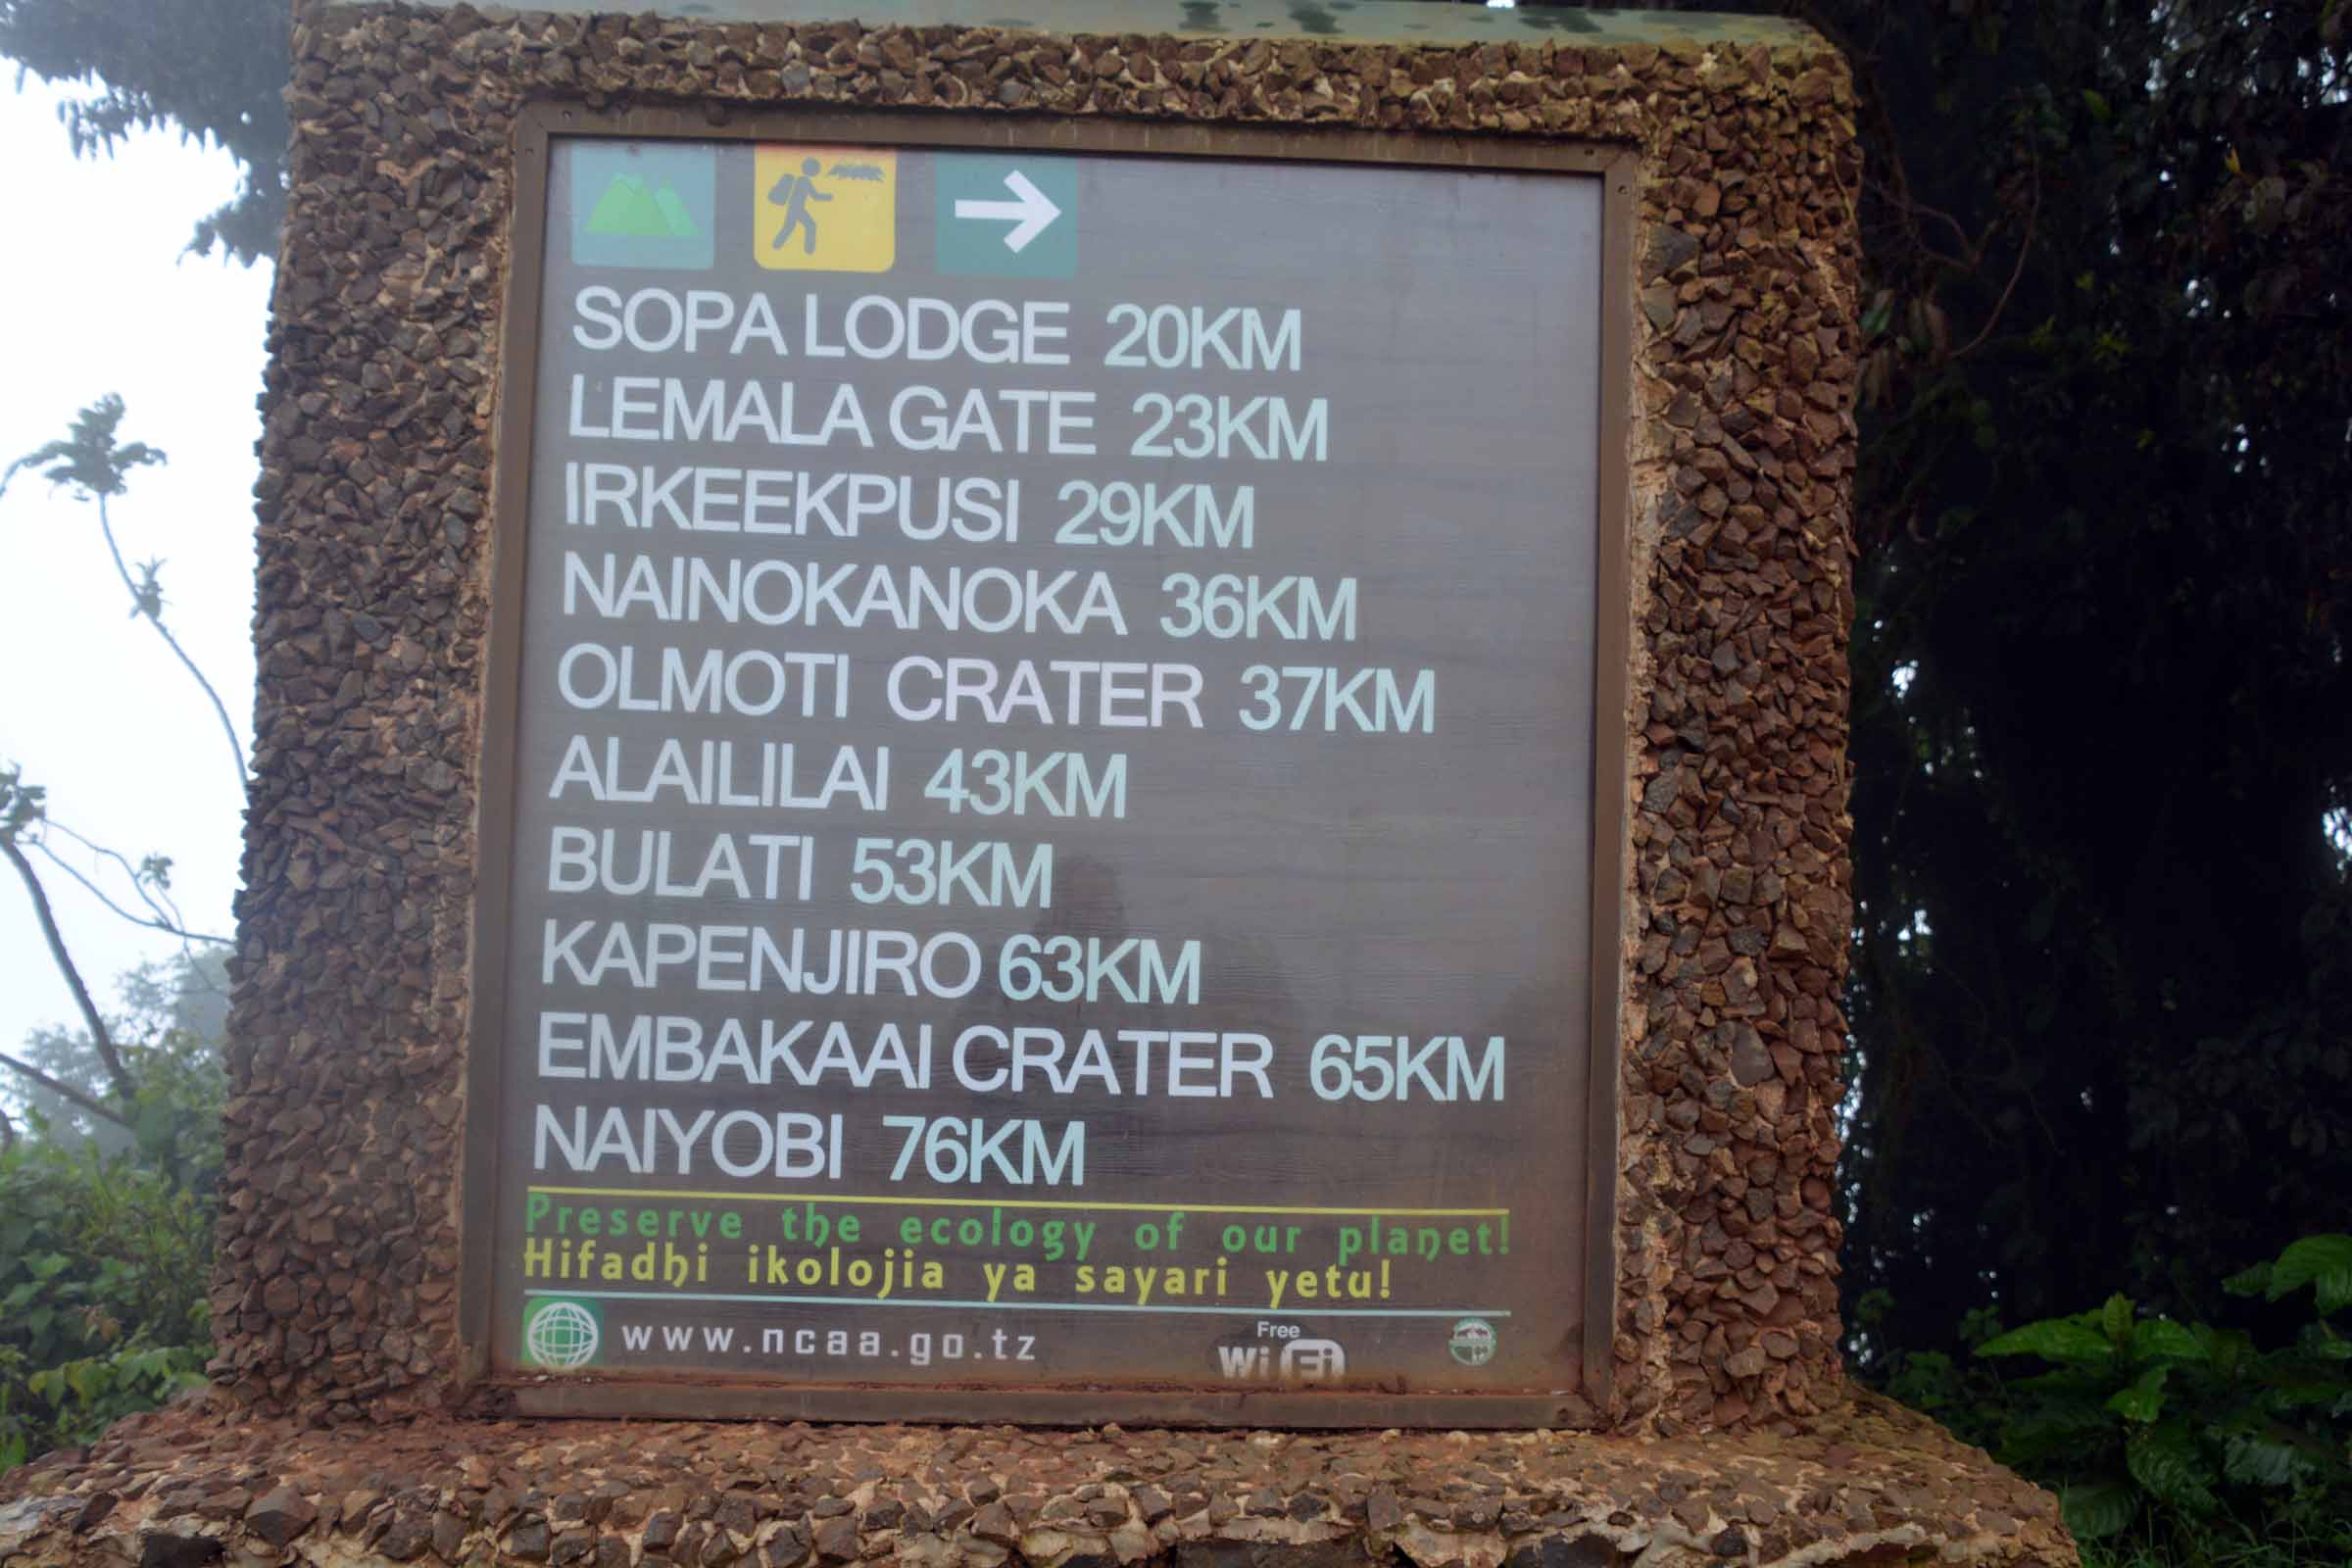 SOPA LODGE 20KM
LEMALA GATE 23KM
IRKEEKPUSI 29KM
NAINOKANOKA 36KM
OLMOTI CRATER 37KM
ALAILILAI 43KM
BULATI 53KM
KAPENJIRO 63KM
EMBAKAAI CRATER 65KM
NAIYOBI 76KM
Preserve the ecology of our planet!
Hifadhi ikolojia ya sayari yetu!
www.ncaa.go.tz
Free
Wi Fi